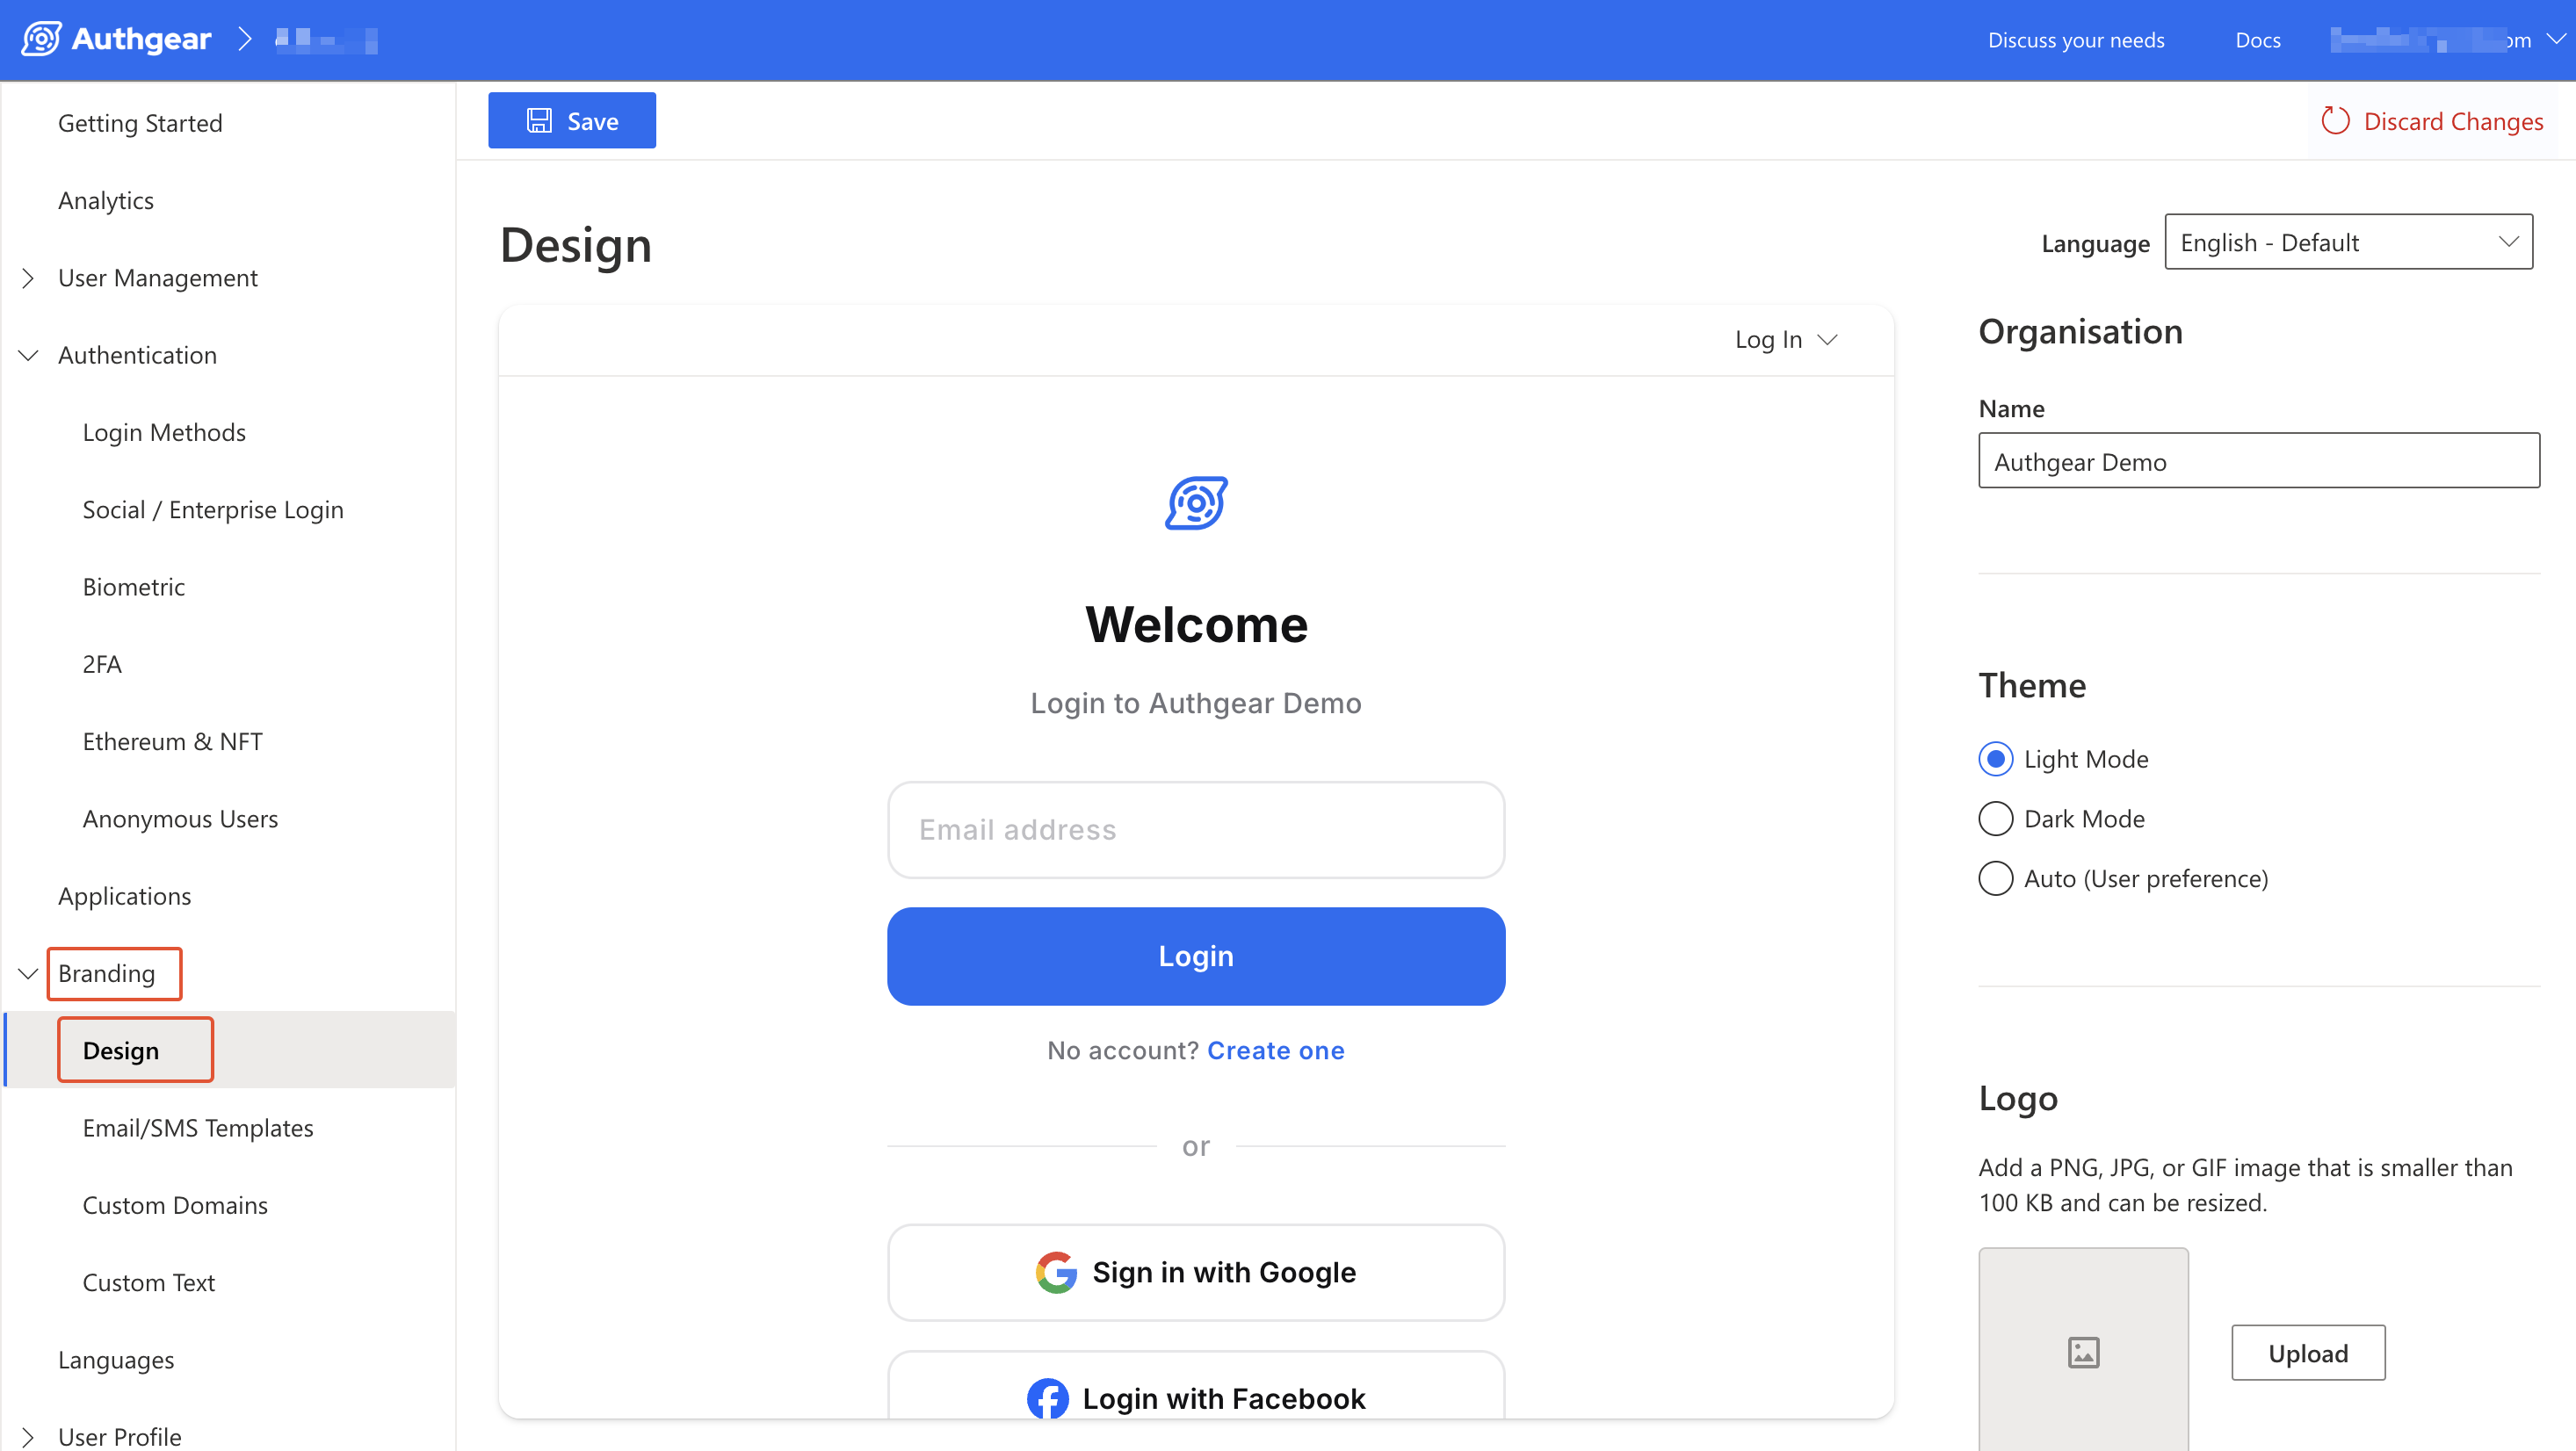 Authgear
Discuss your needs
Docs
om
Getting Started
Analytics
User Management
Authentication
Login Methods
Social / Enterprise Login
Biometric
2FA
Ethereum & NFT
Anonymous Users
Applications
Branding
Design
Email/SMS Templates
Custom Domains
Custom Text
Languages
User Profile
Save
Discard Changes
Design
Log In
Welcome
Login to Authgear Demo
Email address
Login
No account? Create one
or
Sign in with Google
Login with Facebook
Language
English - Default
Organisation
Name
Authgear Demo
Theme
Light Mode
Dark Mode
Auto (User preference)
Logo
Add a PNG, JPG, or GIF image that is smaller than
100 KB and can be resized.
Upload